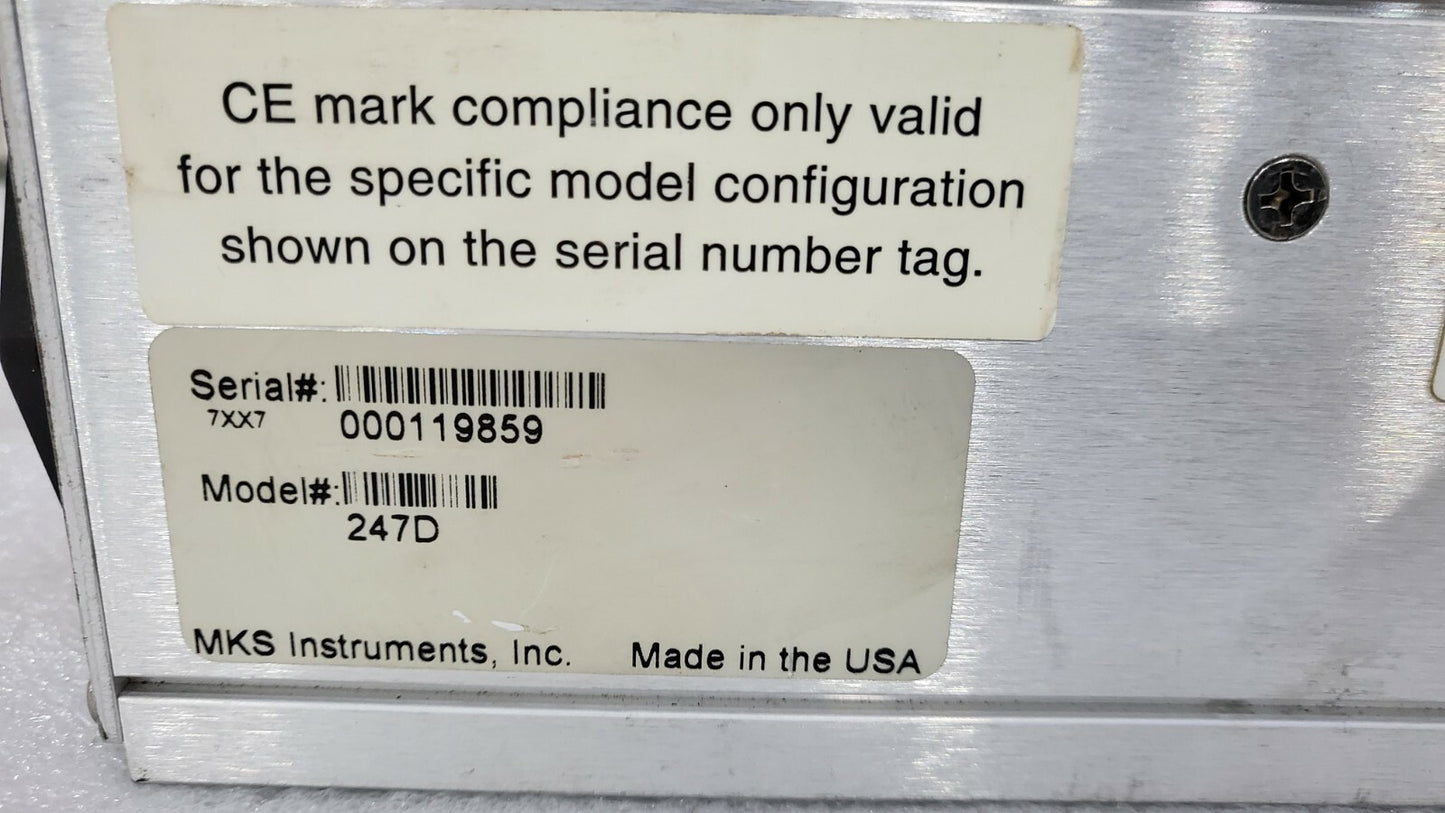 CE mark compliance only valid
for the specific model configuration
shown on the serial number tag.
Serial#:
7XX7 000119859
Model#:
247D
MKS Instruments, Inc. Made in the USA